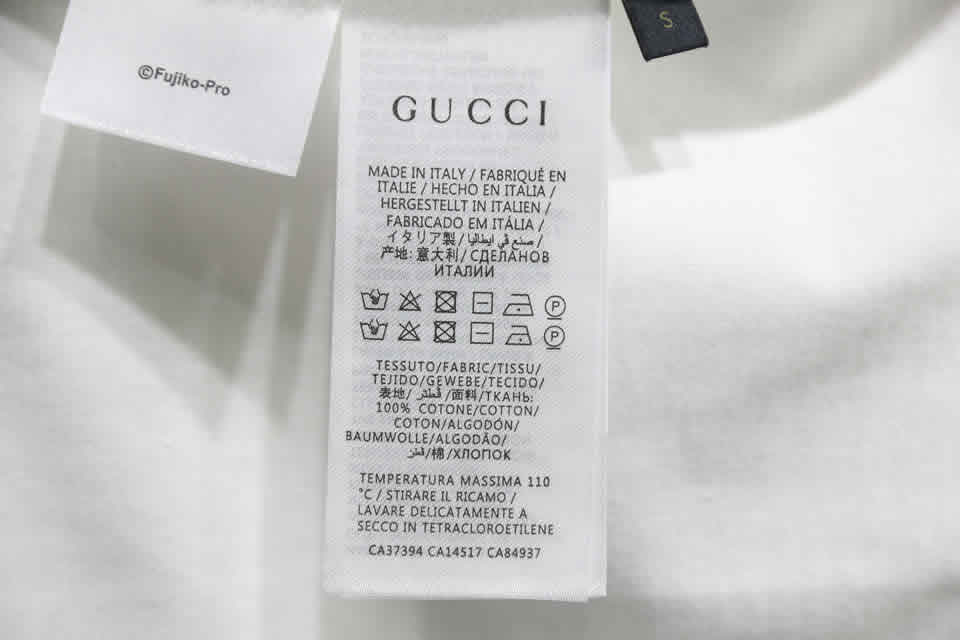 ©Fujiko-Pro
S
GUCCI
MADE IN ITALY / FABRIQUÉ EN
ITALIE / HECHO EN ITALIA /
HERGESTELLT IN ITALIEN /
FABRICADO EM ITÁLIA /
イタリア製 / صنع في ايطاليا /
产地: 意大利 / СДЕЛАНОВ
ИТАЛИИ
P
P
TESSUTO/FABRIC/TISSU/
TEJIDO/GEWEBE/TECIDO/
表地/ /面料/ТКАНЬ:
100% COTONE/COTTON/
COTON/ALGODÓN/
BAUMWOLLE/ALGODÃO/
/棉/ХЛОПОК
TEMPERATURA MASSIMA 110
°C / STIRARE IL RICAMO /
LAVARE DELICATAMENTE A
SECCO IN TETRACLOROETILENE
CA37394 CA14517 CA84937